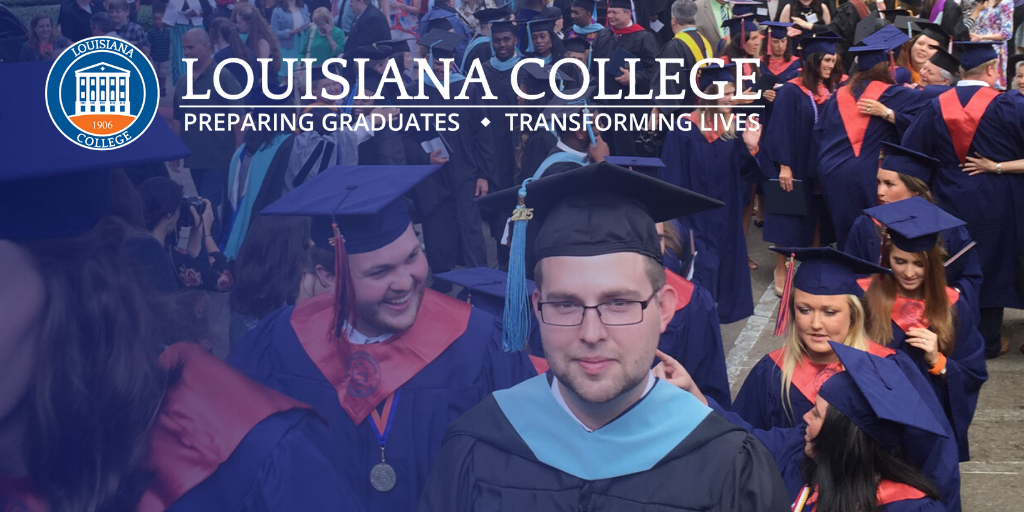 LOUISIANA
1906
COLLEGE
LOUISIANA COLLEGE
PREPARING GRADUATES ◆ TRANSFORMING LIVES